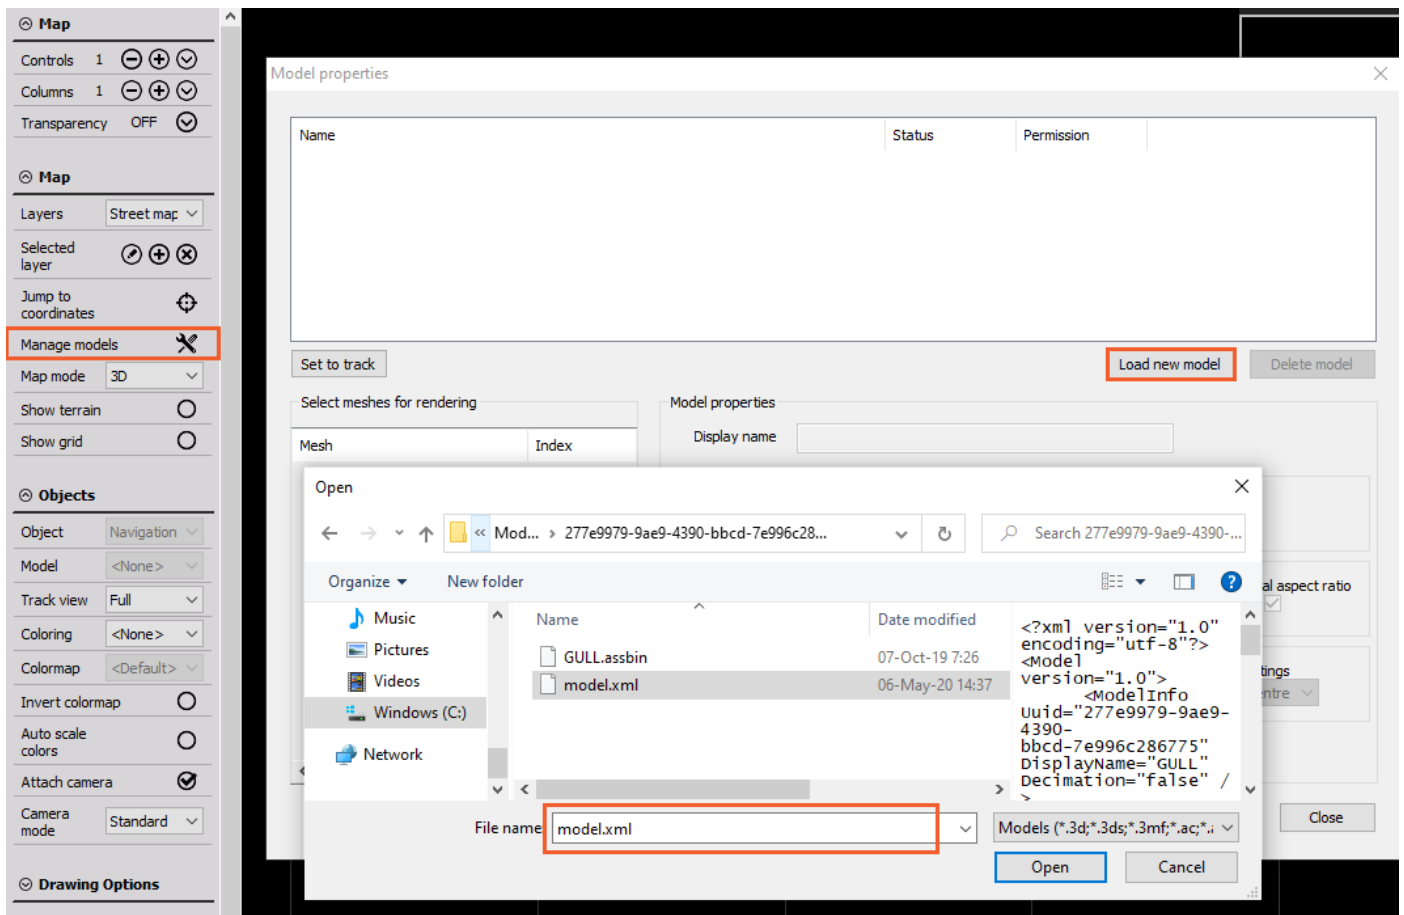 Map
Controls 1
Columns 1
Transparency OFF
Map
Layers Street map
Selected
layer
Jump to
coordinates
Manage models
Map mode 3D
Show terrain
Show grid
Objects
Object Navigation
Model <None>
Track view Full
Coloring <None>
Colormap <Default>
Invert colormap
Auto scale
colors
Attach camera
Camera
mode Standard
Drawing Options
Model properties
Name Status Permission
Set to track Load new model Delete model
Select meshes for rendering Model properties
Mesh Index Display name
Open
« Mod... › 277e9979-9ae9-4390-bbcd-7e996c28... Search 277e9979-9ae9-4390-...
Organize New folder
al aspect ratio
Music
Pictures
Videos
Windows (C:)
Network
Name Date modified
GULL.assbin 07-Oct-19 7:26
model.xml 06-May-20 14:37
<?xml version="1.0"
encoding="utf-8"?>
<Model
version="1.0">
<ModelInfo
Uuid="277e9979-9ae9-
4390-
bbcd-7e996c286775"
DisplayName="GULL"
Decimation="false" /
>
tings
entre
File name: model.xml Models (*.3d;*.3ds;*.3mf;*.ac;*.
Open Cancel
Close